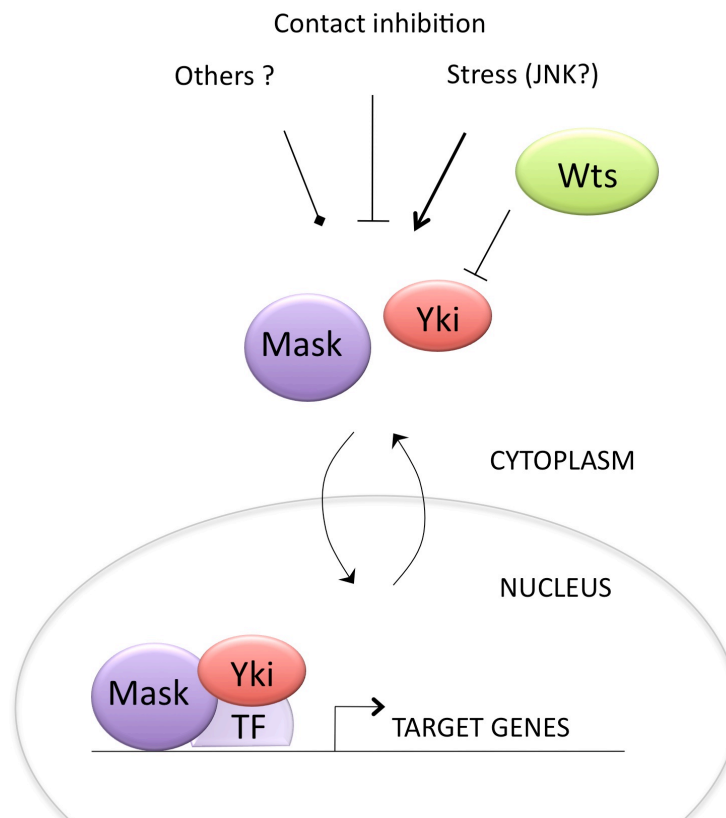 Contact inhibition
Others ?
Stress (JNK?)
Wts
Yki
Mask
CYTOPLASM
NUCLEUS
Mask
Yki
TF
TARGET GENES